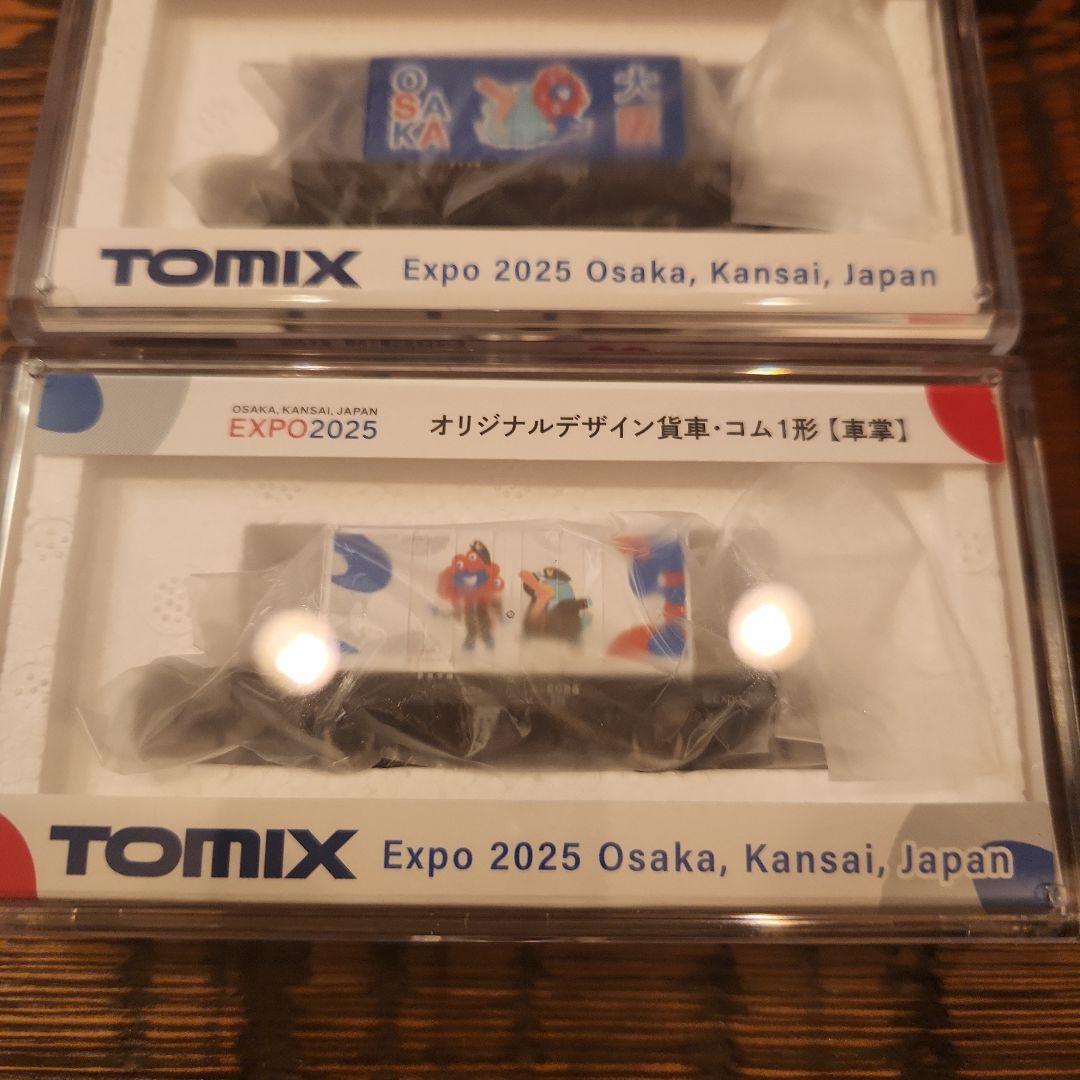 OSAKA
大阪
TOMIX Expo 2025 Osaka, Kansai, Japan
OSAKA, KANSAI, JAPAN
EXPO2025
オリジナルデザイン貨車・コム1形【車掌】
©Expo
TOMIX Expo 2025 Osaka, Kansai, Japan